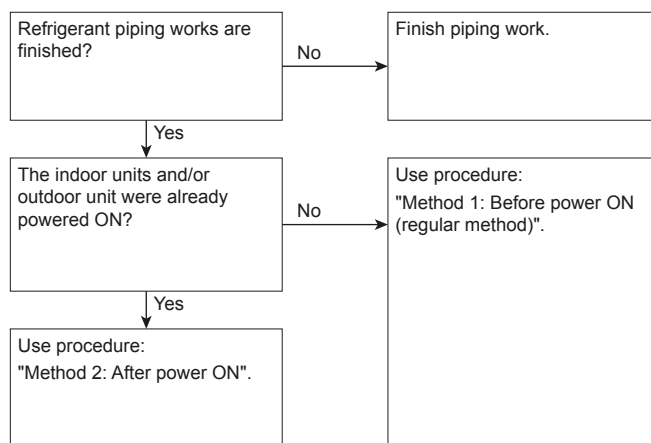 Refrigerant piping works are
finished?
No
Finish piping work.
Yes
The indoor units and/or
outdoor unit were already
powered ON?
No
Use procedure:
"Method 1: Before power ON
(regular method)".
Yes
Use procedure:
"Method 2: After power ON".